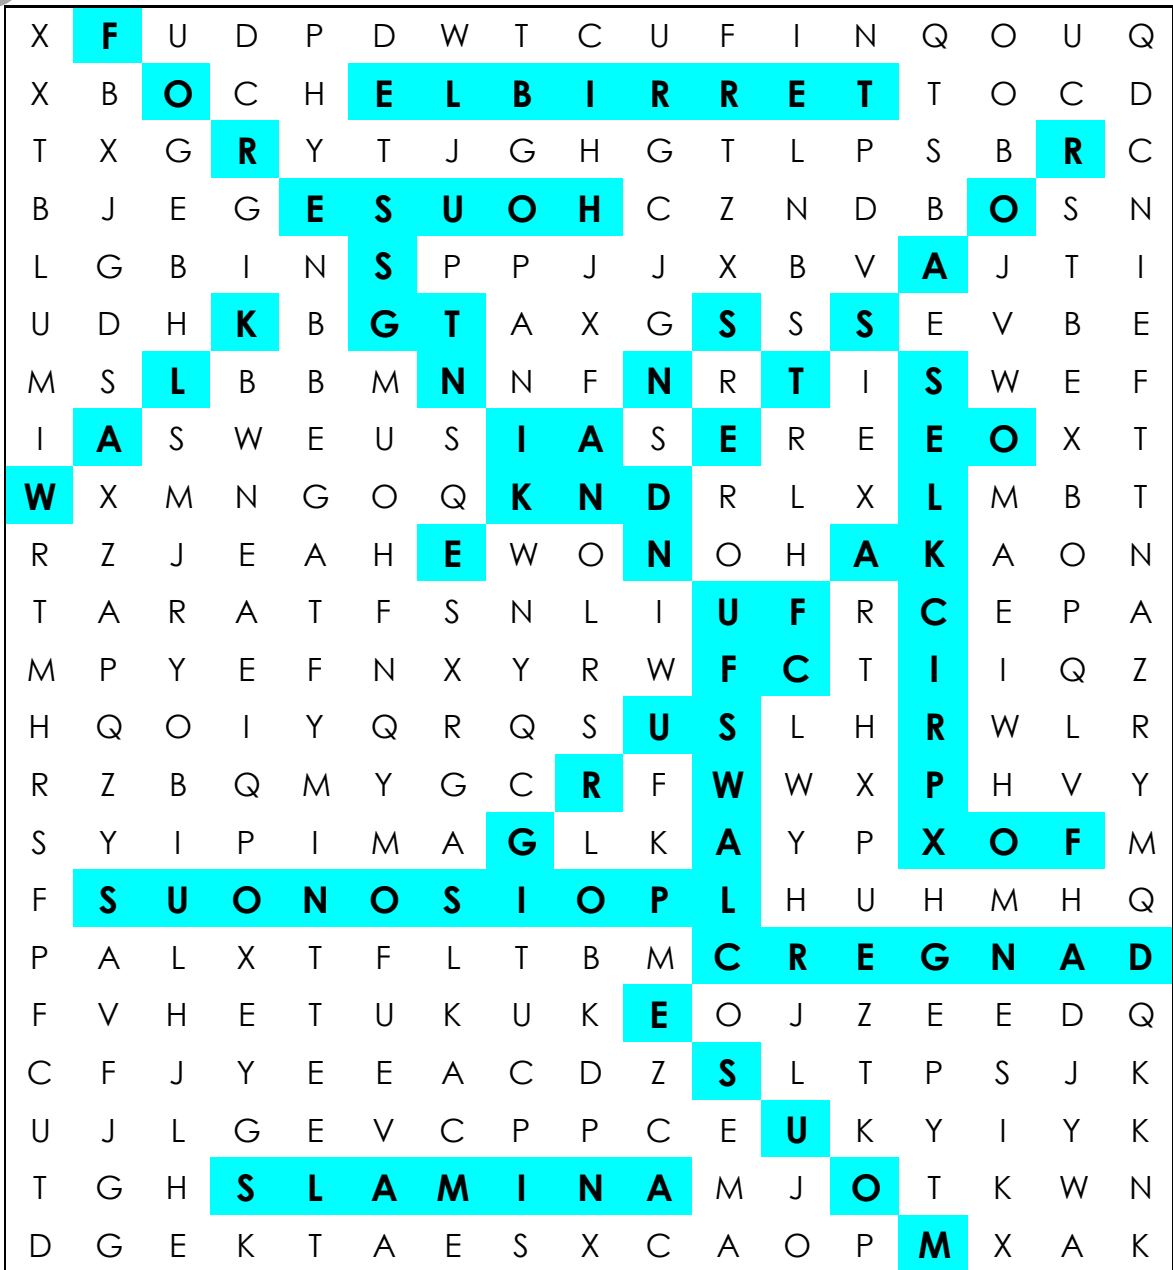 X F U D P D W T C U F I N Q O U Q
X B O C H E L B I R R E T T O C D
T X G R Y T J G H G T L P S B R C
B J E G E S U O H C Z N D B O S N
L G B I N S P P J J X B V A J T I
U D H K B G T A X G S S S E V B E
M S L B B M N N F N R T I S W E F
I A S W E U S I A S E R E E O X T
W X M N G O Q K N D R L X L M B T
R Z J E A H E W O N O H A K A O N
T A R A T F S N L I U F R C E P A
M P Y E F N X Y R W F C T I I Q Z
H Q O I Y Q R Q S U S L H R W L R
R Z B Q M Y G C R F W W X P H V Y
S Y I P I M A G L K A Y P X O F M
F S U O N O S I O P L H U H M H Q
P A L X T F L T B M C R E G N A D
F V H E T U K U K E O J Z E E D Q
C F J Y E E A C D Z S L T P S J K
U J L G E V C P P C E U K Y I Y K
T G H S L A M I N A M J O T K W N
D G E K T A E S X C A O P M X A K